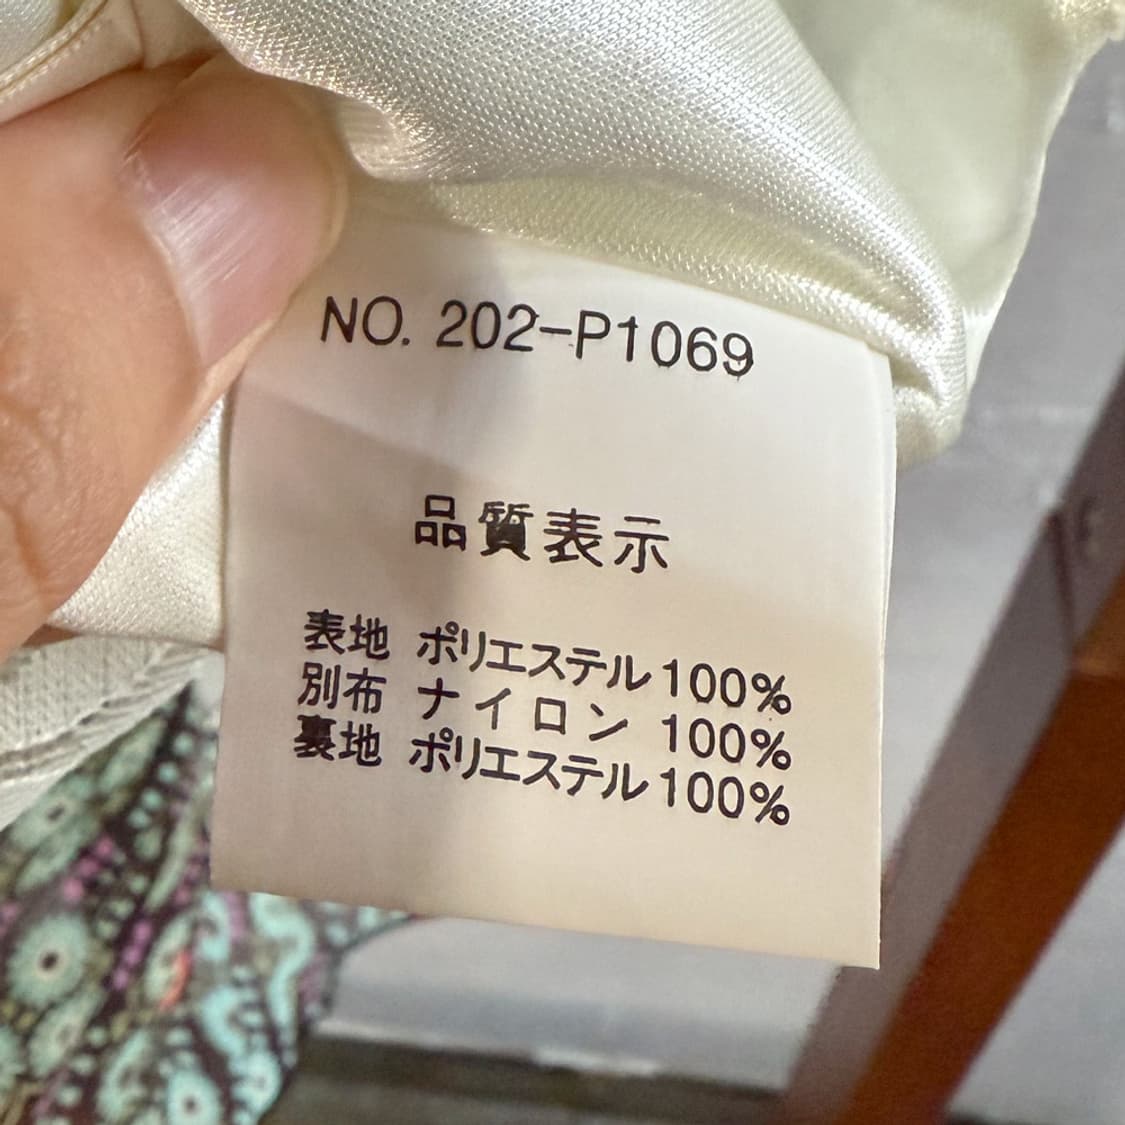 NO. 202-P1069
品質表示
表地 ポリエステル100%
別布 ナイロン 100%
裏地 ポリエステル100%